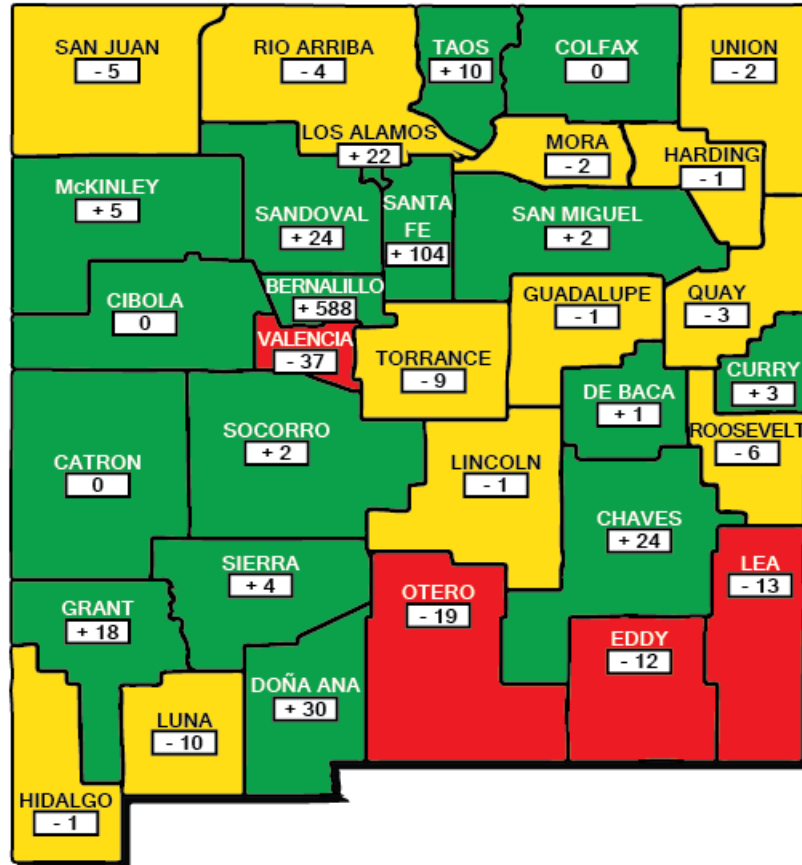 SAN JUAN
- 5
RIO ARRIBA
- 4
TAOS
+ 10
COLFAX
0
UNION
- 2
LOS ALAMOS
+ 22
MORA
- 2
HARDING
- 1
McKINLEY
+ 5
SANDOVAL
+ 24
SANTA
FE
+ 104
SAN MIGUEL
+ 2
CIBOLA
0
BERNALILLO
+ 588
GUADALUPE
- 1
QUAY
- 3
VALENCIA
- 37
TORRANCE
- 9
CURRY
+ 3
DE BACA
+ 1
CATRON
0
SOCORRO
+ 2
LINCOLN
- 1
ROOSEVELT
- 6
CHAVES
+ 24
SIERRA
+ 4
OTERO
- 19
LEA
- 13
GRANT
+ 18
EDDY
- 12
DOÑA ANA
+ 30
LUNA
- 10
HIDALGO
- 1